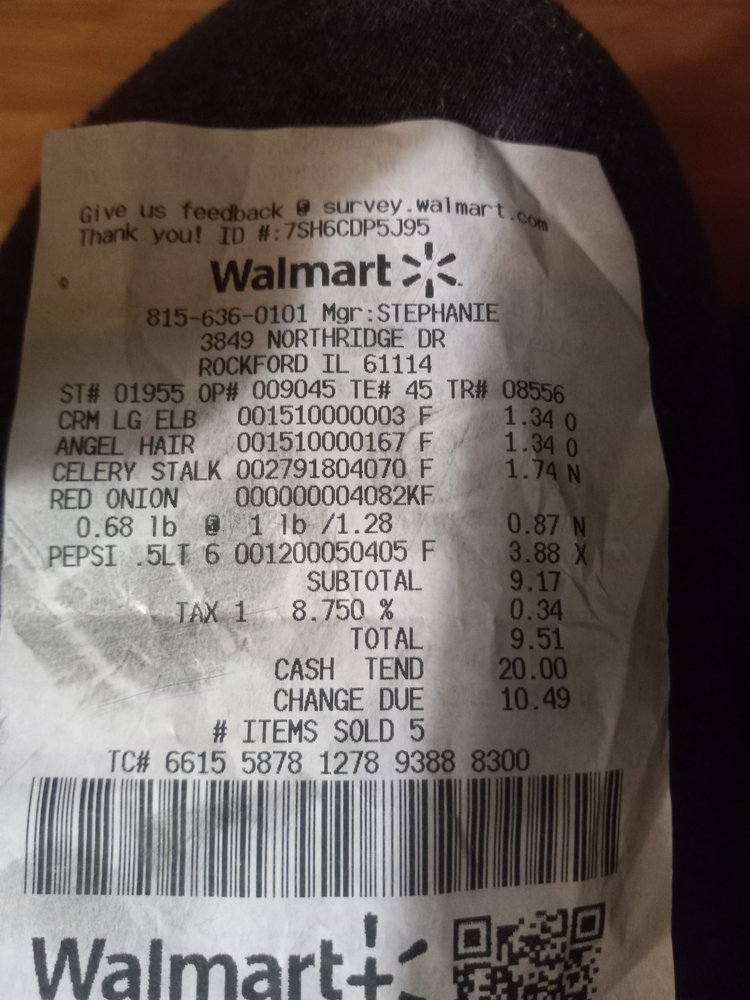 Give us feedback @ survey.walmart.com
Thank you! ID #:7SH6CDP5J95
Walmart
815-636-0101 Mgr:STEPHANIE
3849 NORTHRIDGE DR
ROCKFORD IL 61114
ST# 01955 OP# 009045 TE# 45 TR# 08556
CRM LG ELB 001510000003 F 1.34 O
ANGEL HAIR 001510000167 F 1.34 O
CELERY STALK 002791804070 F 1.74 N
RED ONION 000000004082KF
0.68 lb @ 1 lb /1.28 0.87 N
PEPSI .5LT 6 001200050405 F 3.88 X
SUBTOTAL 9.17
TAX 1 8.750 % 0.34
TOTAL 9.51
CASH TEND 20.00
CHANGE DUE 10.49
# ITEMS SOLD 5
TC# 6615 5878 1278 9388 8300
Walmart+